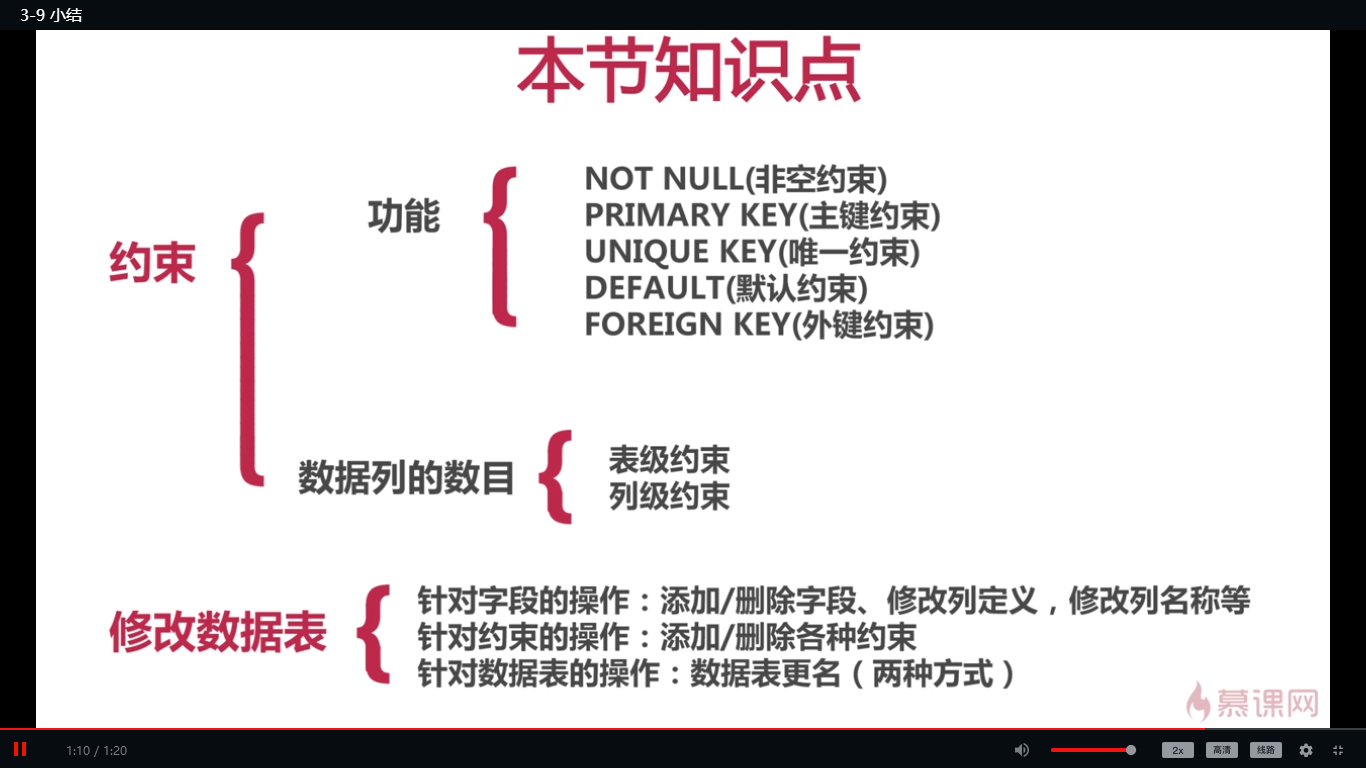 3-9 小结
本节知识点
约束
功能
NOT NULL(非空约束)
PRIMARY KEY(主键约束)
UNIQUE KEY(唯一约束)
DEFAULT(默认约束)
FOREIGN KEY(外键约束)
数据列的数目
表级约束
列级约束
修改数据表
针对字段的操作：添加/删除字段、修改列定义，修改列名称等
针对约束的操作：添加/删除各种约束
针对数据表的操作：数据表更名（两种方式）
慕课网
1:10 / 1:20
2x
高清
线路